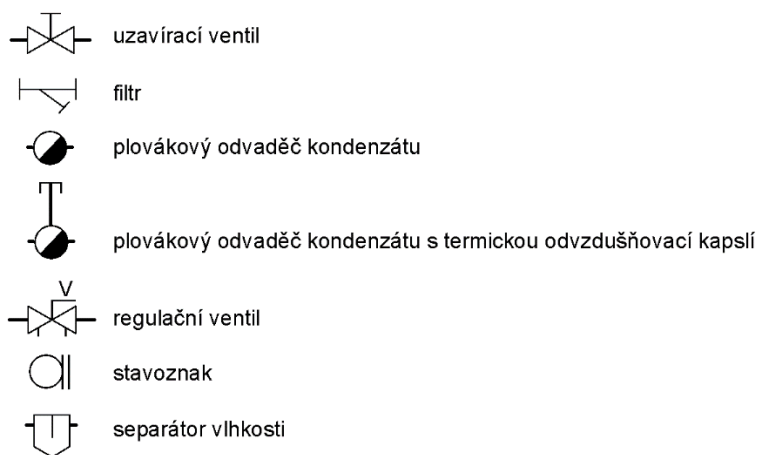 uzavírací ventil
filtr
plovákový odvaděč kondenzátu
plovákový odvaděč kondenzátu s termickou odvzdušňovací kapslí
V
regulační ventil
stavoznak
separátor vlhkosti